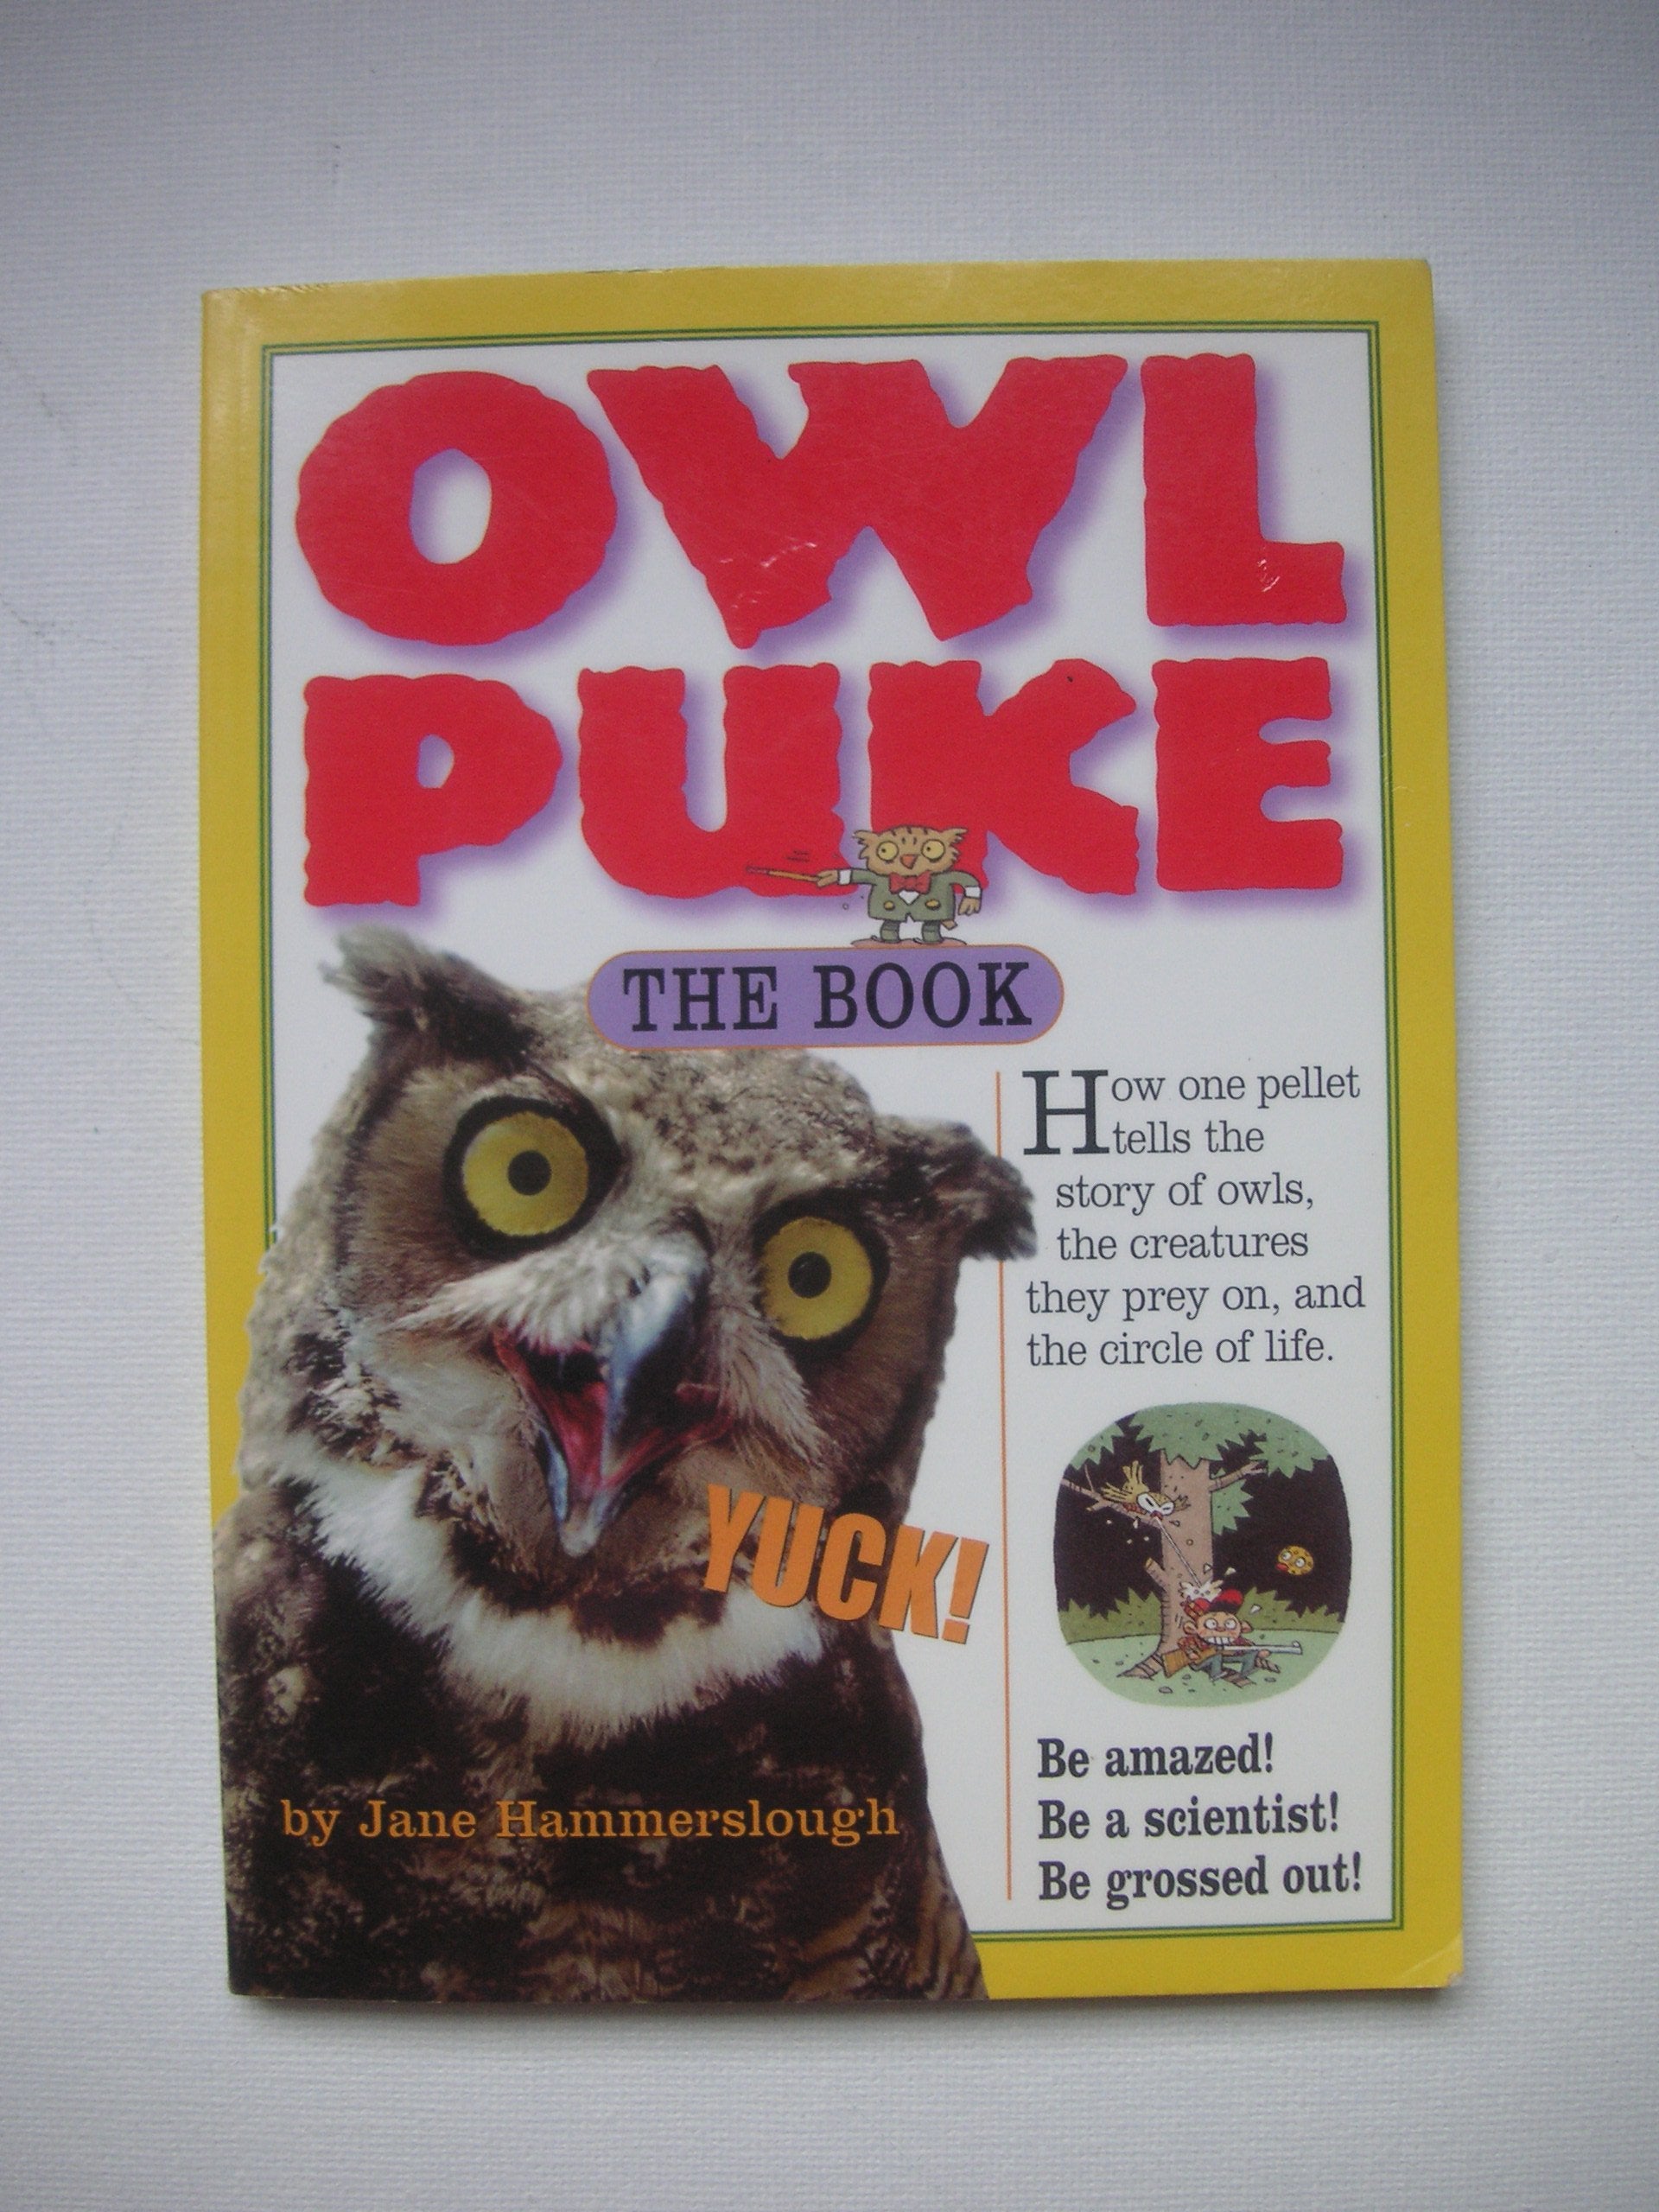 OWL
PUKE
THE BOOK
How one pellet
tells the
story of owls,
the creatures
they prey on, and
the circle of life.
YUCK!
Be amazed!
Be a scientist!
Be grossed out!
by Jane Hammerslough